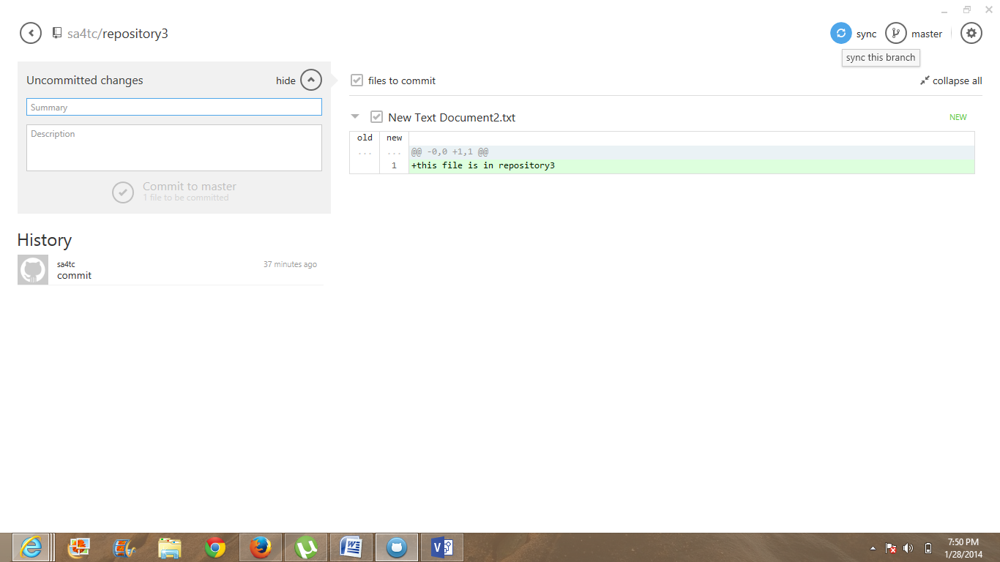 sa4tc/repository3
sync
master
sync this branch
Uncommitted changes
hide
Summary
Description
Commit to master
1 file to be committed
History
sa4tc
37 minutes ago
commit
files to commit
collapse all
New Text Document2.txt
NEW
old new
... ... @@ -0,0 +1,1 @@
1 +this file is in repository3
7:50 PM
1/28/2014